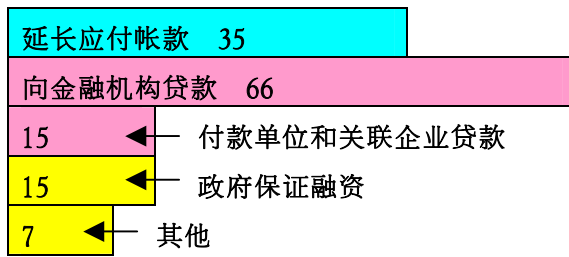 延长应付帐款 35
向金融机构贷款 66
15 付款单位和关联企业贷款
15 政府保证融资
7 其他